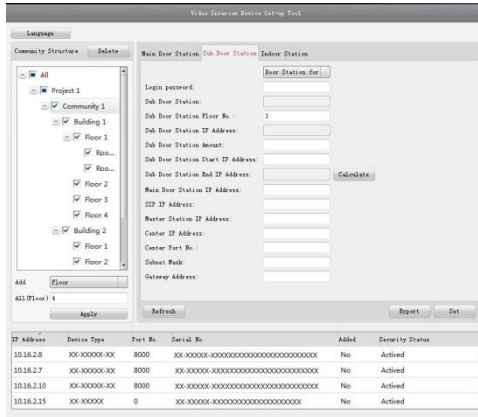 Video Intercom Device Set-up Tool
Language
Community Structure Delete
Main Door Station Sub Door Station Indoor Station
All
Project 1
Community 1
Building 1
Floor 1
Roo...
Roo...
Floor 2
Floor 3
Floor 4
Building 2
Floor 1
Floor 2
Add Floor
All(Floor) 4
Apply
Door Station for
Login password:
Sub Door Station:
Sub Door Station Floor No.: 1
Sub Door Station IP Address:
Sub Door Station Amount:
Sub Door Station Start IP Address:
Sub Door Station End IP Address: Calculate
Main Door Station IP Address:
SIP IP Address:
Master Station IP Address:
Center IP Address:
Center Port No.:
Subnet Mask:
Gateway Address:
Refresh Export Set
IP Address Device Type Port No. Serial No. Added Security Status
10.16.2.8 XX-XXXXX-XX 8000 XX-XXXXX-XXXXXXXXXXXXXXXXXXXXXXXX No Actived
10.16.2.7 XX-XXXXX-XX 8000 XX-XXXXX-XXXXXXXXXXXXXXXXXXXXXXXX No Actived
10.16.2.10 XX-XXXXX-XX 8000 XX-XXXXX-XXXXXXXXXXXXXXXXXXXXXXXX No Actived
10.16.2.15 XX-XXXXX 0 XX-XXXXX-XXXXXXXXXXXXXXXXXXXXX No Actived